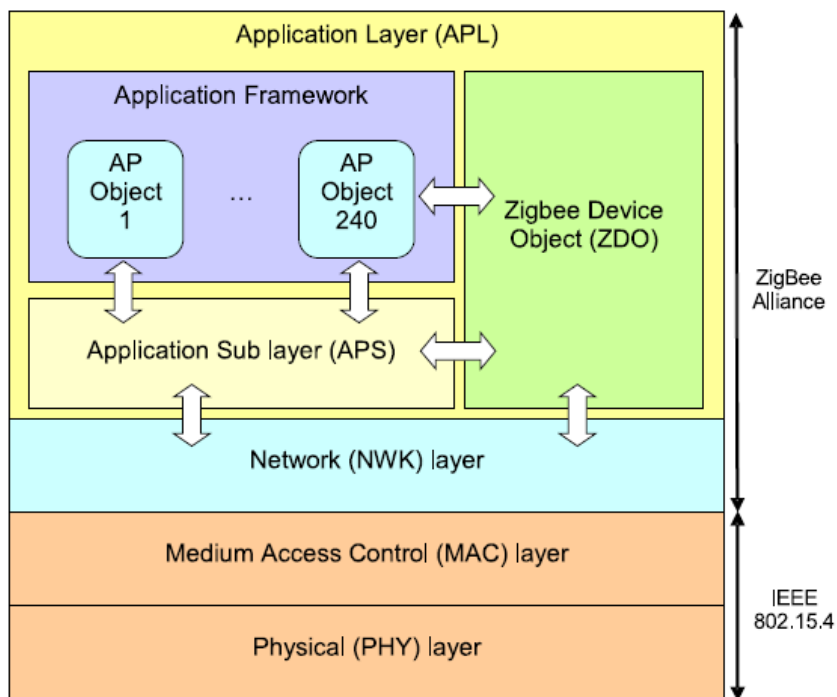 Application Layer (APL)
Application Framework
AP
Object
1
...
AP
Object
240
Zigbee Device
Object (ZDO)
Application Sub layer (APS)
Network (NWK) layer
Medium Access Control (MAC) layer
Physical (PHY) layer
ZigBee
Alliance
IEEE
802.15.4